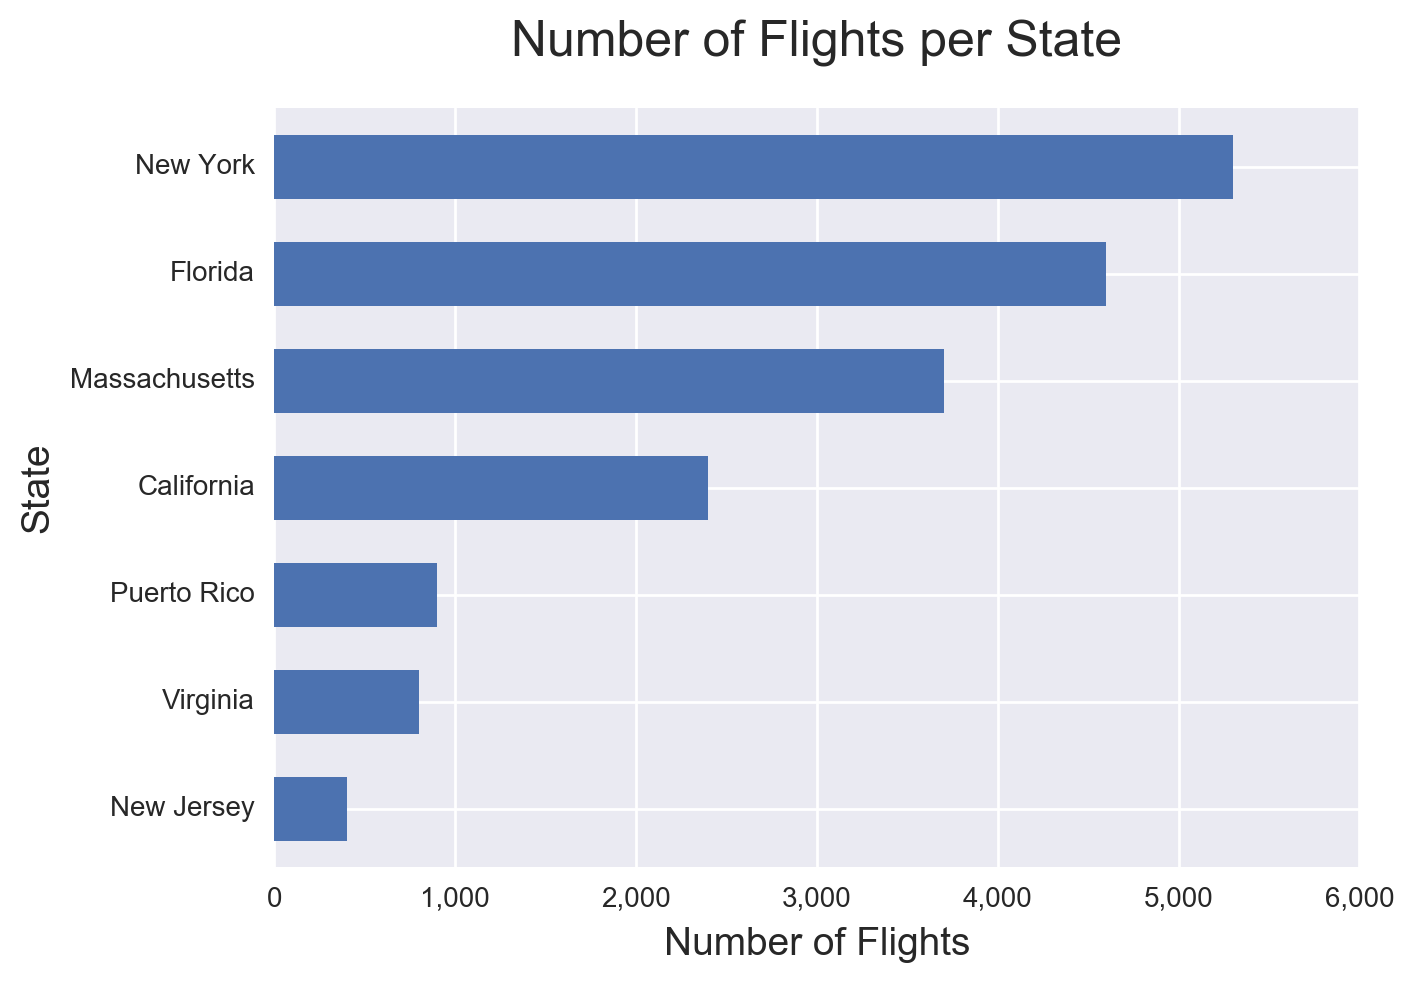 Number of Flights per State
New York
Florida
Massachusetts
California
Puerto Rico
Virginia
New Jersey
State
0 1,000 2,000 3,000 4,000 5,000 6,000
Number of Flights